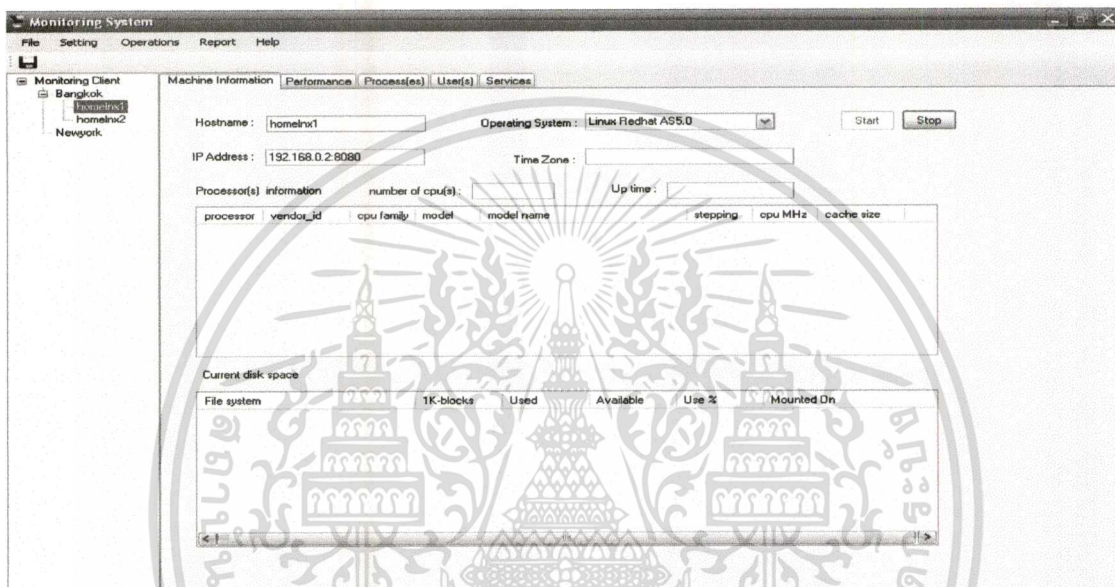 Monitoring System
File Setting Operations Report Help
Monitoring Client
Bangkok
homelnx1
homelnx2
Newyork
Machine Information Performance Process(es) User(s) Services
Hostname : homelnx1 Operating System : Linux Redhat AS5.0 Start Stop
IP Address : 192.168.0.2:8080 Time Zone :
Processor(s) information number of cpu(s) : Up time :
processor vendor_id cpu family model model name stepping cpu MHz cache size
Current disk space
File system 1K-blocks Used Available Use % Mounted On